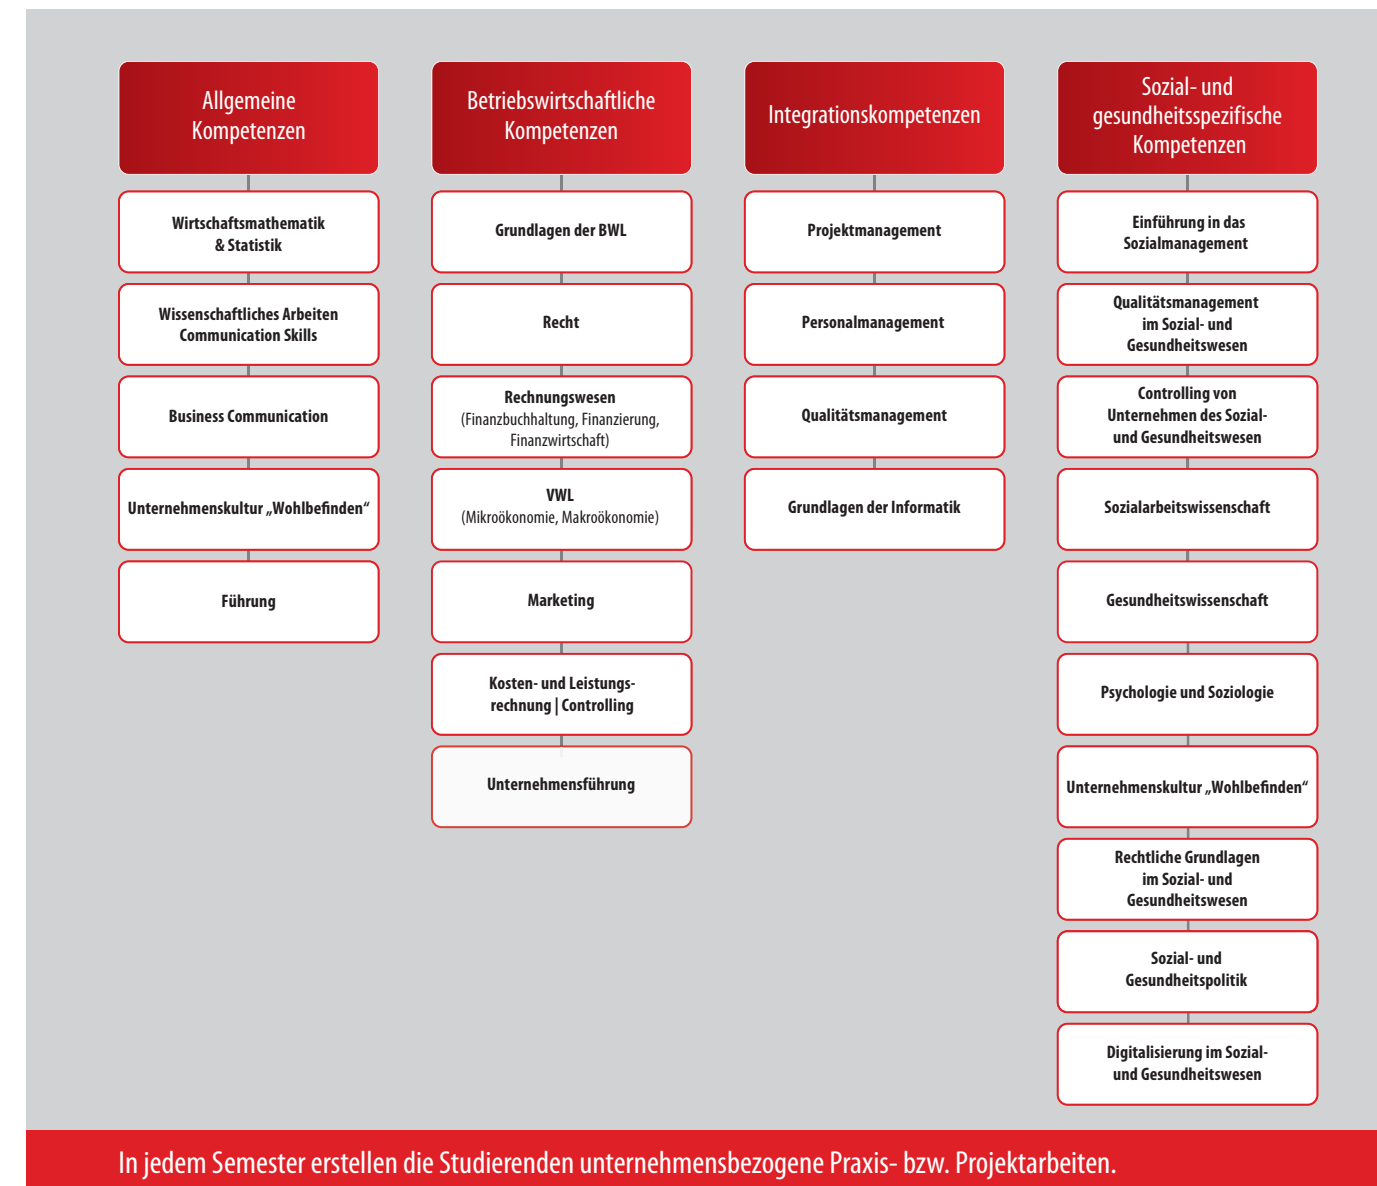 Allgemeine
Kompetenzen
Wirtschaftsmathematik
& Statistik
Wissenschaftliches Arbeiten
Communication Skills
Business Communication
Unternehmenskultur „Wohlbefinden“
Führung
Betriebswirtschaftliche
Kompetenzen
Grundlagen der BWL
Recht
Rechnungswesen
(Finanzbuchhaltung, Finanzierung,
Finanzwirtschaft)
VWL
(Mikroökonomie, Makroökonomie)
Marketing
Kosten- und Leistungs-
rechnung | Controlling
Unternehmensführung
Integrationskompetenzen
Projektmanagement
Personalmanagement
Qualitätsmanagement
Grundlagen der Informatik
Sozial- und
gesundheitsspezifische
Kompetenzen
Einführung in das
Sozialmanagement
Qualitätsmanagement
im Sozial- und
Gesundheitswesen
Controlling von
Unternehmen des Sozial-
und Gesundheitswesen
Sozialarbeitswissenschaft
Gesundheitswissenschaft
Psychologie und Soziologie
Unternehmenskultur „Wohlbefinden“
Rechtliche Grundlagen
im Sozial- und
Gesundheitswesen
Sozial- und
Gesundheitspolitik
Digitalisierung im Sozial-
und Gesundheitswesen
In jedem Semester erstellen die Studierenden unternehmensbezogene Praxis- bzw. Projektarbeiten.